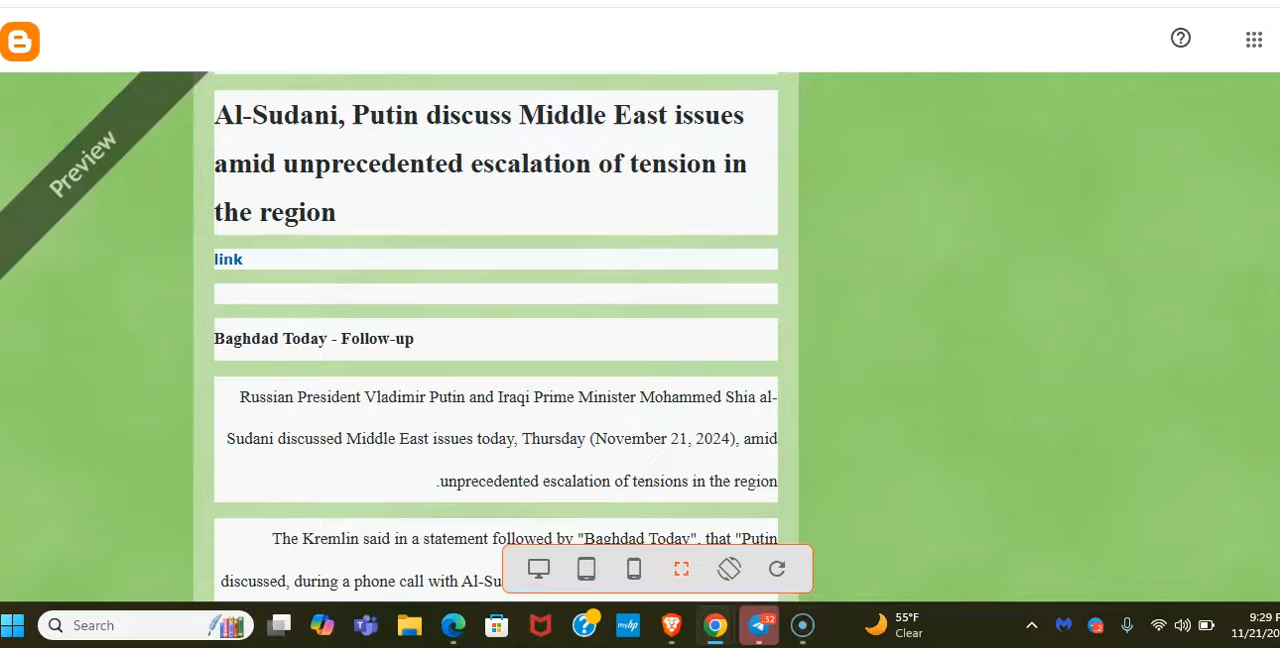 Preview
Al-Sudani, Putin discuss Middle East issues
amid unprecedented escalation of tension in
the region
link
Baghdad Today - Follow-up
Russian President Vladimir Putin and Iraqi Prime Minister Mohammed Shia al-
Sudani discussed Middle East issues today, Thursday (November 21, 2024), amid
.unprecedented escalation of tensions in the region
The Kremlin said in a statement followed by "Baghdad Today", that "Putin
discussed, during a phone call with Al-Su
Search
myhp
52
55°F
Clear
9:29 P
11/21/20